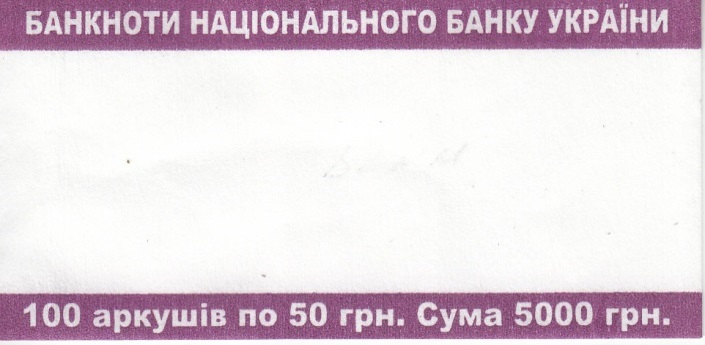 БАНКНОТИ НАЦІОНАЛЬНОГО БАНКУ УКРАЇНИ
100 аркушів по 50 грн. Сума 5000 грн.